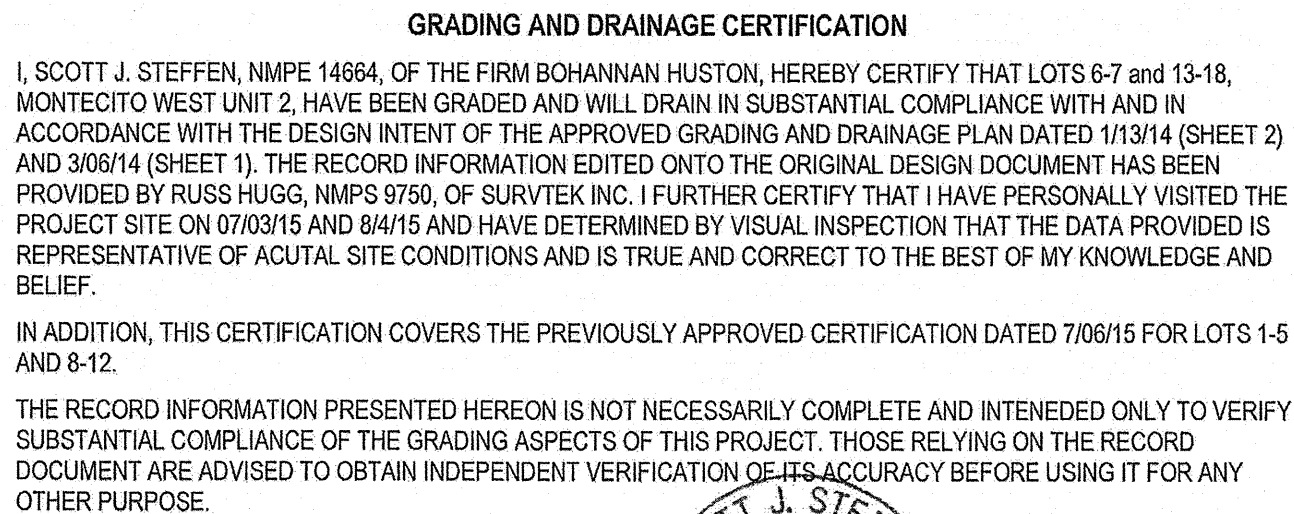 GRADING AND DRAINAGE CERTIFICATION
I, SCOTT J. STEFFEN, NMPE 14664, OF THE FIRM BOHANNAN HUSTON, HEREBY CERTIFY THAT LOTS 6-7 and 13-18,
MONTECITO WEST UNIT 2, HAVE BEEN GRADED AND WILL DRAIN IN SUBSTANTIAL COMPLIANCE WITH AND IN
ACCORDANCE WITH THE DESIGN INTENT OF THE APPROVED GRADING AND DRAINAGE PLAN DATED 1/13/14 (SHEET 2)
AND 3/06/14 (SHEET 1). THE RECORD INFORMATION EDITED ONTO THE ORIGINAL DESIGN DOCUMENT HAS BEEN
PROVIDED BY RUSS HUGG, NMPS 9750, OF SURVTEK INC. I FURTHER CERTIFY THAT I HAVE PERSONALLY VISITED THE
PROJECT SITE ON 07/03/15 AND 8/4/15 AND HAVE DETERMINED BY VISUAL INSPECTION THAT THE DATA PROVIDED IS
REPRESENTATIVE OF ACUTAL SITE CONDITIONS AND IS TRUE AND CORRECT TO THE BEST OF MY KNOWLEDGE AND
BELIEF.
IN ADDITION, THIS CERTIFICATION COVERS THE PREVIOUSLY APPROVED CERTIFICATION DATED 7/06/15 FOR LOTS 1-5
AND 8-12.
THE RECORD INFORMATION PRESENTED HEREON IS NOT NECESSARILY COMPLETE AND INTENEDED ONLY TO VERIFY
SUBSTANTIAL COMPLIANCE OF THE GRADING ASPECTS OF THIS PROJECT. THOSE RELYING ON THE RECORD
DOCUMENT ARE ADVISED TO OBTAIN INDEPENDENT VERIFICATION OF ITS ACCURACY BEFORE USING IT FOR ANY
OTHER PURPOSE.
J.